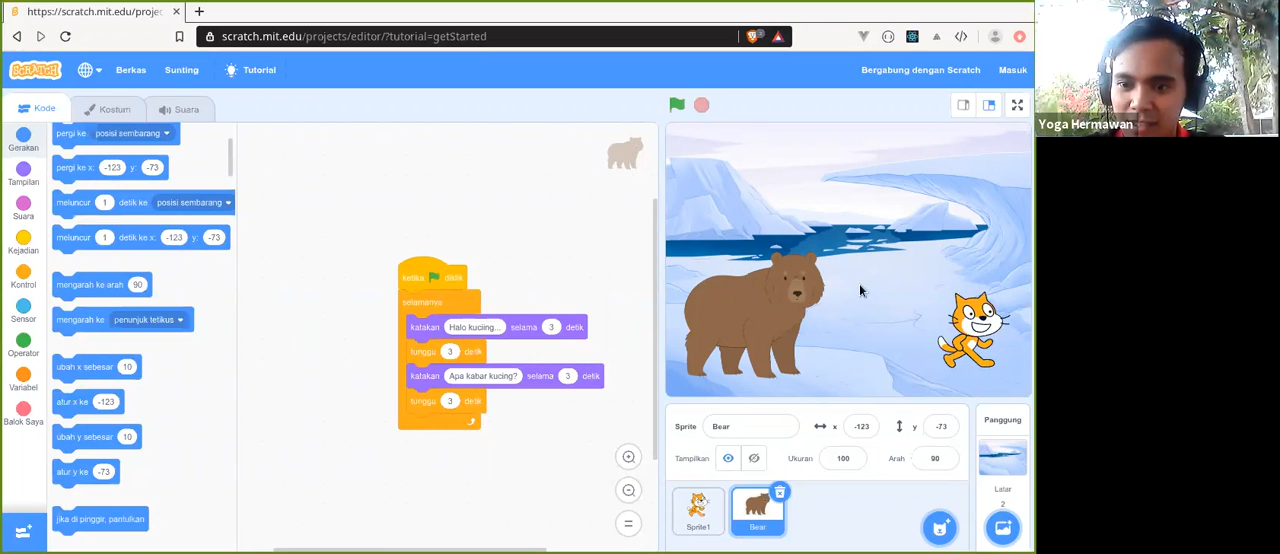 https://scratch.mit.edu/projec
scratch.mit.edu/projects/editor/?tutorial=getStarted
SCRATCH
Berkas
Sunting
Tutorial
Bergabung dengan Scratch
Masuk
Kode
Kostum
Suara
Yoga Hermawan
Gerakan
Tampilan
Suara
Kejadian
Kontrol
Sensor
Operator
Variabel
Balok Saya
pergi ke posisi sembarang
pergi ke x: -123 y: -73
meluncur 1 detik ke posisi sembarang
meluncur 1 detik ke x: -123 y: -73
mengarah ke arah 90
mengarah ke penunjuk tetikus
ubah x sebesar 10
atur x ke -123
ubah y sebesar 10
atur y ke -73
jika di pinggir, pantulkan
ketika diklik
selamanya
katakan Halo kucing... selama 3 detik
tunggu 3 detik
katakan Apa kabar kucing? selama 3 detik
tunggu 3 detik
Sprite Bear x -123 y -73
Tampilkan Ukuran 100 Arah 90
Sprite1
Bear
Panggung
Latar
2